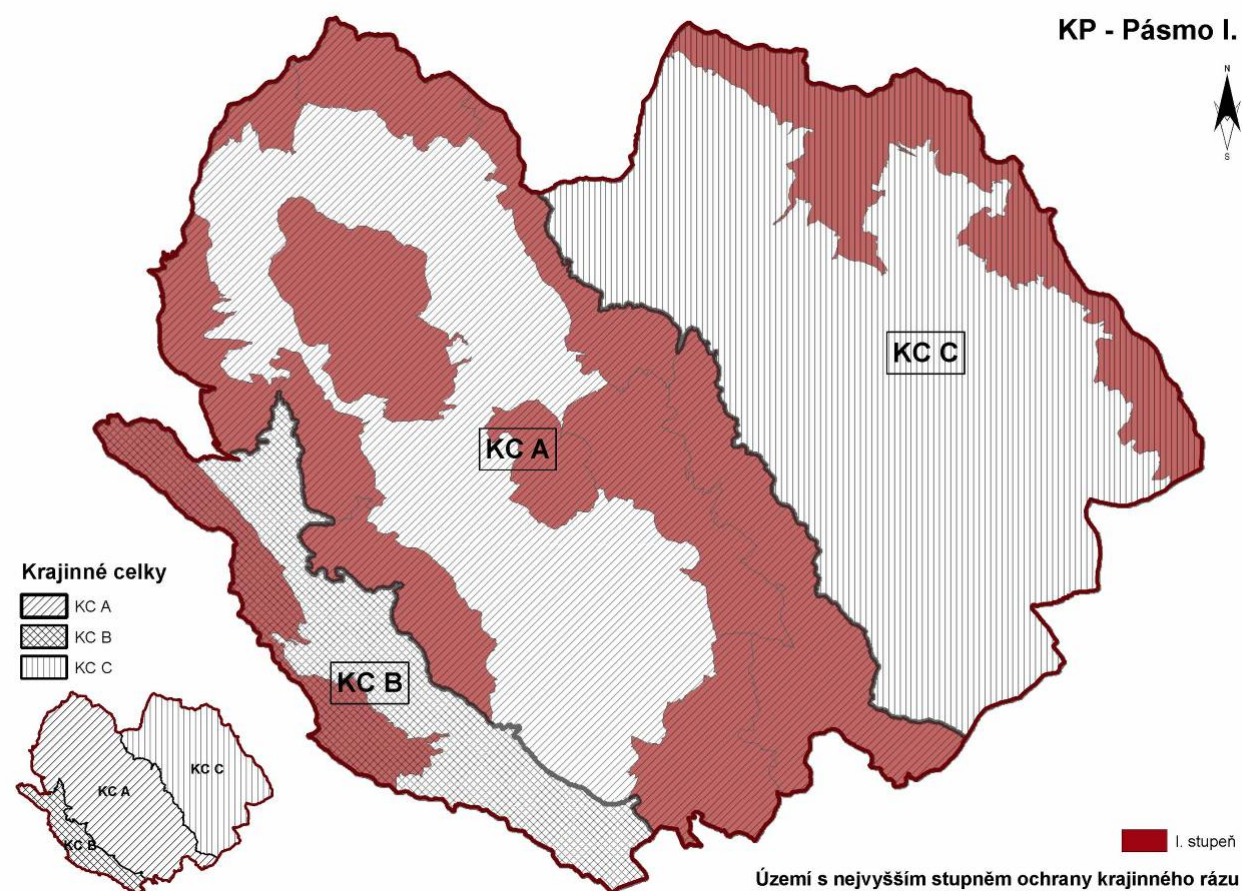 KP - Pásmo I.
N
S
KC C
KC A
KC B
Krajinné celky
KC A
KC B
KC C
KC C
KC A
KC B
I. stupeň
Území s nejvyšším stupněm ochrany krajinného rázu